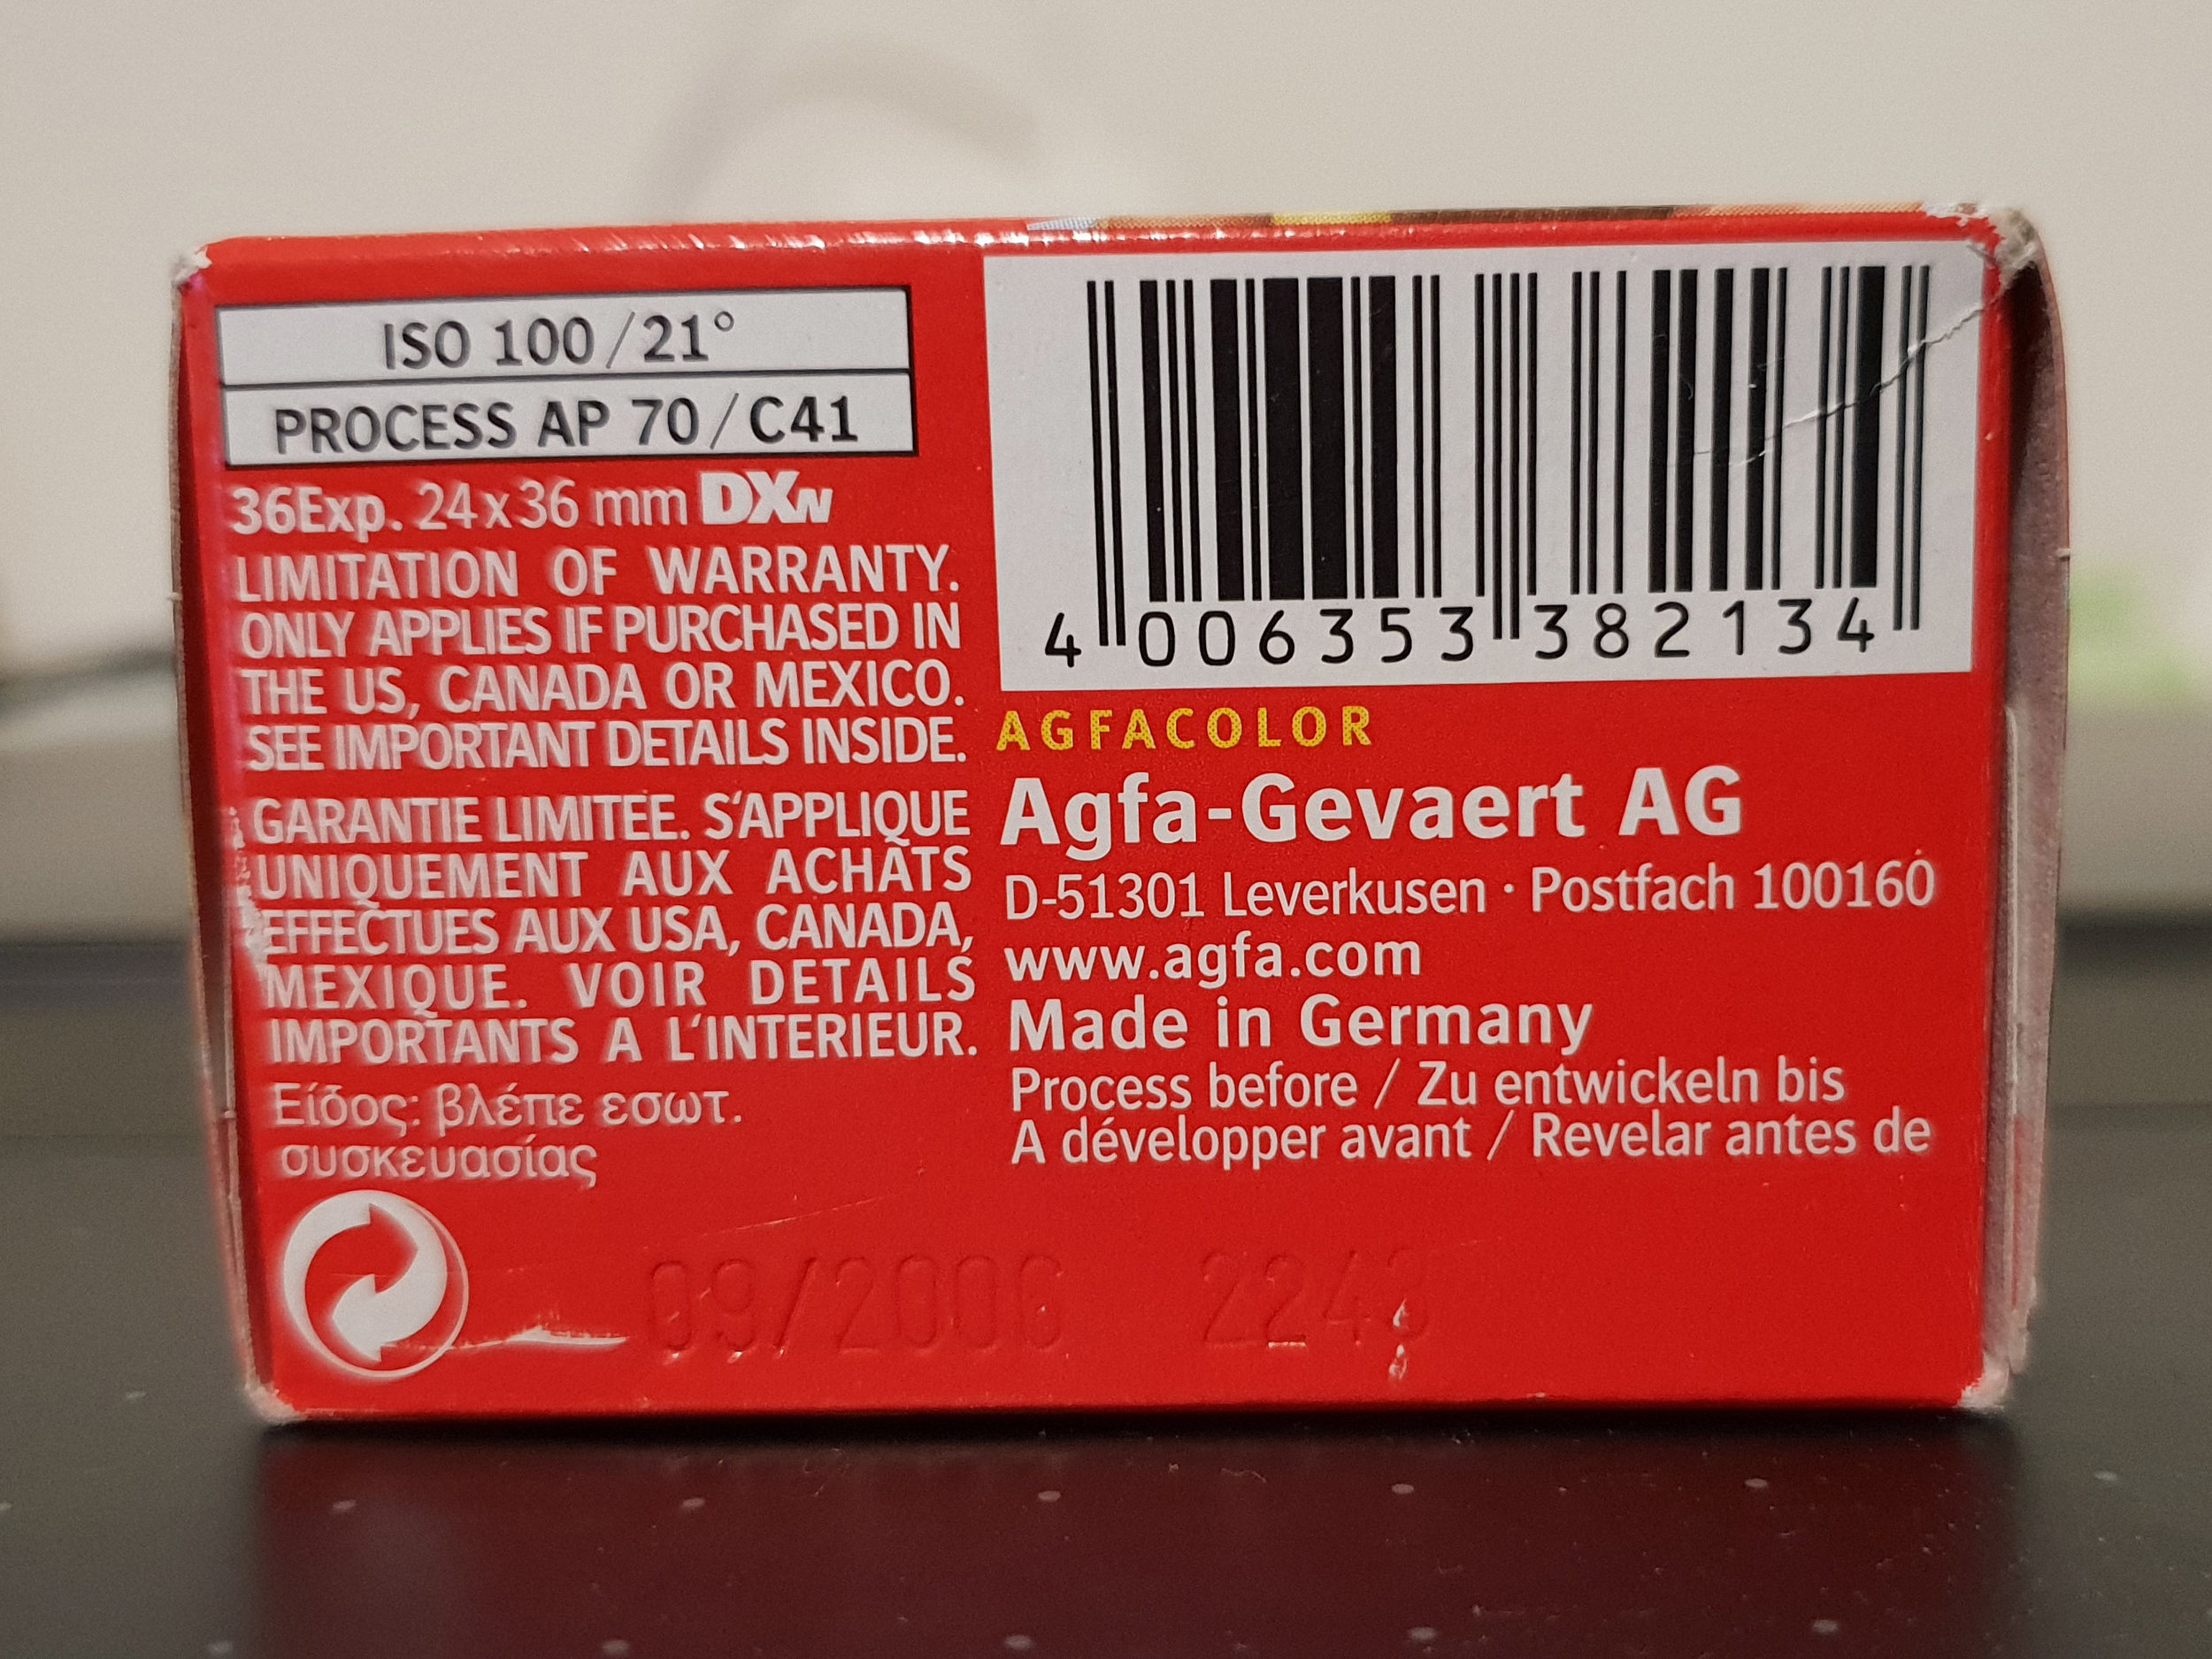 ISO 100/21°
PROCESS AP 70/C41
36Exp. 24x36 mm DXN
LIMITATION OF WARRANTY.
ONLY APPLIES IF PURCHASED IN
THE US, CANADA OR MEXICO.
SEE IMPORTANT DETAILS INSIDE.
GARANTIE LIMITEE. S'APPLIQUE
UNIQUEMENT AUX ACHATS
EFFECTUES AUX USA, CANADA,
MEXIQUE. VOIR DETAILS
IMPORTANTS A L'INTERIEUR.
Είδος: βλέπε εσωτ.
συσκευασίας
4 006353 382134
AGFACOLOR
Agfa-Gevaert AG
D-51301 Leverkusen · Postfach 100160
www.agfa.com
Made in Germany
Process before / Zu entwickeln bis
A développer avant / Revelar antes de
09/2006 2243